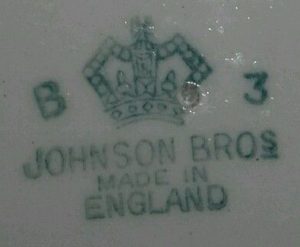 B 3
JOHNSON BROS
MADE IN
ENGLAND